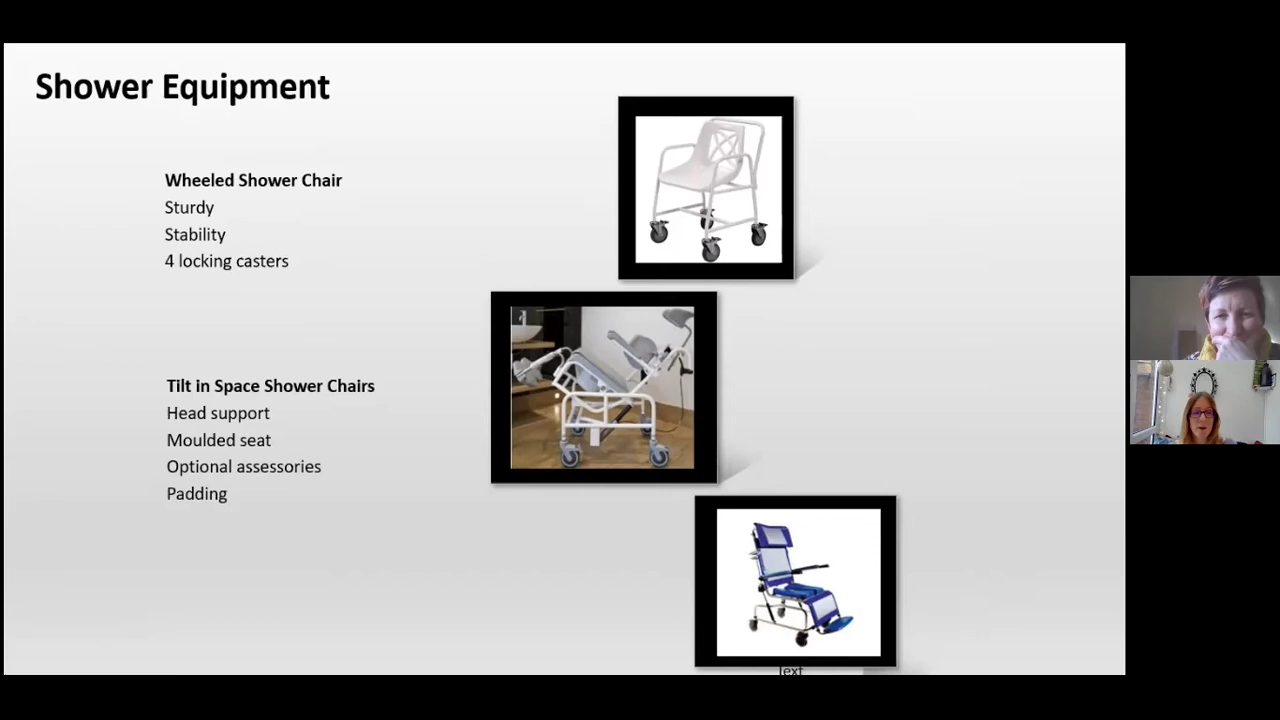 Shower Equipment
Wheeled Shower Chair
Sturdy
Stability
4 locking casters
Tilt in Space Shower Chairs
Head support
Moulded seat
Optional assessories
Padding
Text